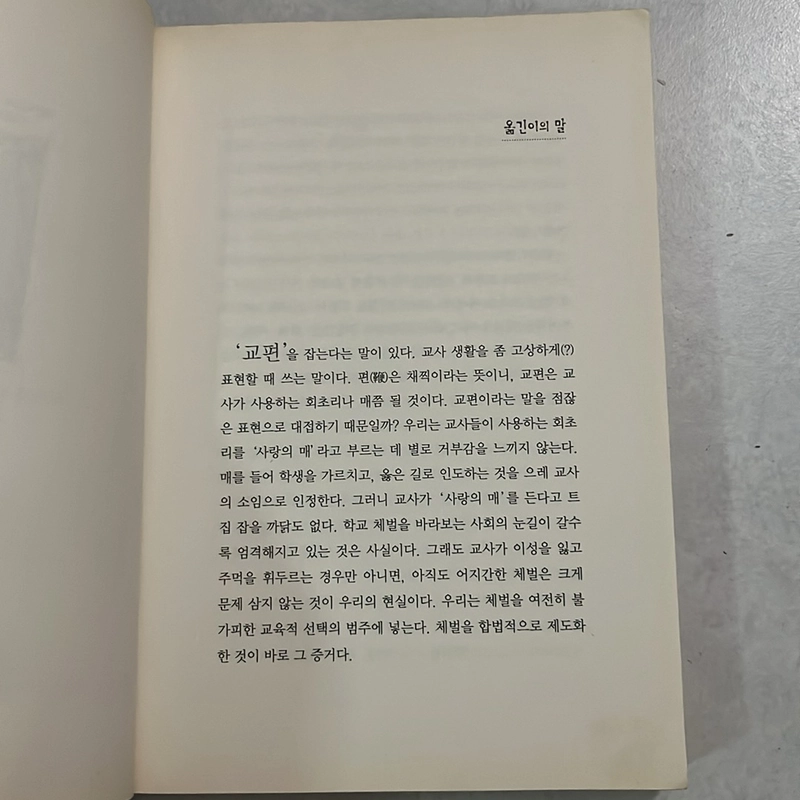 옮긴이의 말
‘교편’을 잡는다는 말이 있다. 교사 생활을 좀 고상하게(?)
표현할 때 쓰는 말이다. 편(鞭)은 채찍이라는 뜻이니, 교편은 교
사가 사용하는 회초리나 매쯤 될 것이다. 교편이라는 말을 점잖
은 표현으로 대접하기 때문일까? 우리는 교사들이 사용하는 회초
리를 ‘사랑의 매’라고 부르는 데 별로 거부감을 느끼지 않는다.
매를 들어 학생을 가르치고, 옳은 길로 인도하는 것을 으레 교사
의 소임으로 인정한다. 그러니 교사가 ‘사랑의 매’를 든다고 트
집 잡을 까닭도 없다. 학교 체벌을 바라보는 사회의 눈길이 갈수
록 엄격해지고 있는 것은 사실이다. 그래도 교사가 이성을 잃고
주먹을 휘두르는 경우만 아니면, 아직도 어지간한 체벌은 크게
문제 삼지 않는 것이 우리의 현실이다. 우리는 체벌을 여전히 불
가피한 교육적 선택의 범주에 넣는다. 체벌을 합법적으로 제도화
한 것이 바로 그 증거다.